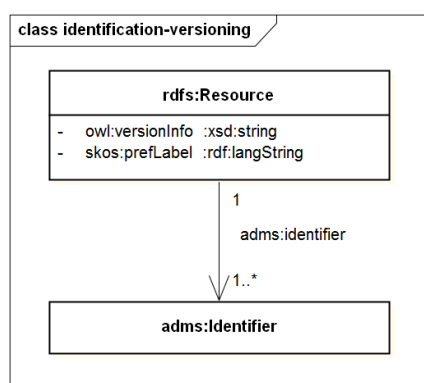 class identification-versioning
rdfs:Resource
- owl:versionInfo :xsd:string
- skos:prefLabel :rdf:langString
1
adms:identifier
1..*
adms:Identifier